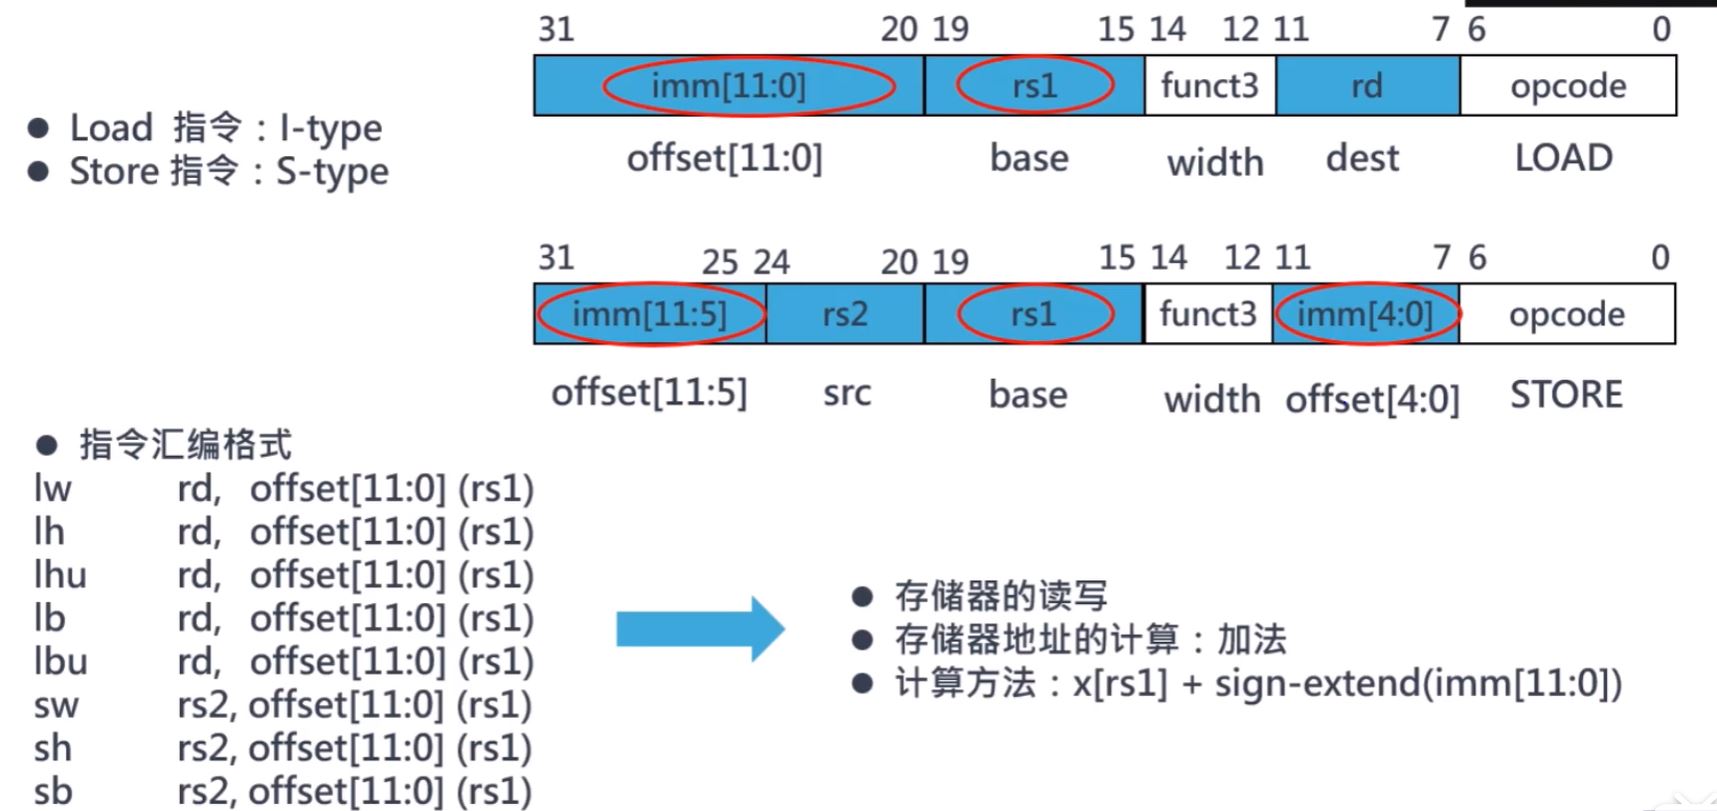 31 20 19 15 14 12 11 7 6 0
imm[11:0] rs1 funct3 rd opcode
offset[11:0] base width dest LOAD
● Load 指令：I-type
● Store 指令：S-type
31 25 24 20 19 15 14 12 11 7 6 0
imm[11:5] rs2 rs1 funct3 imm[4:0] opcode
offset[11:5] src base width offset[4:0] STORE
● 指令汇编格式
lw rd, offset[11:0] (rs1)
lh rd, offset[11:0] (rs1)
lhu rd, offset[11:0] (rs1)
lb rd, offset[11:0] (rs1)
lbu rd, offset[11:0] (rs1)
sw rs2, offset[11:0] (rs1)
sh rs2, offset[11:0] (rs1)
sb rs2, offset[11:0] (rs1)
● 存储器的读写
● 存储器地址的计算：加法
● 计算方法：x[rs1] + sign-extend(imm[11:0])